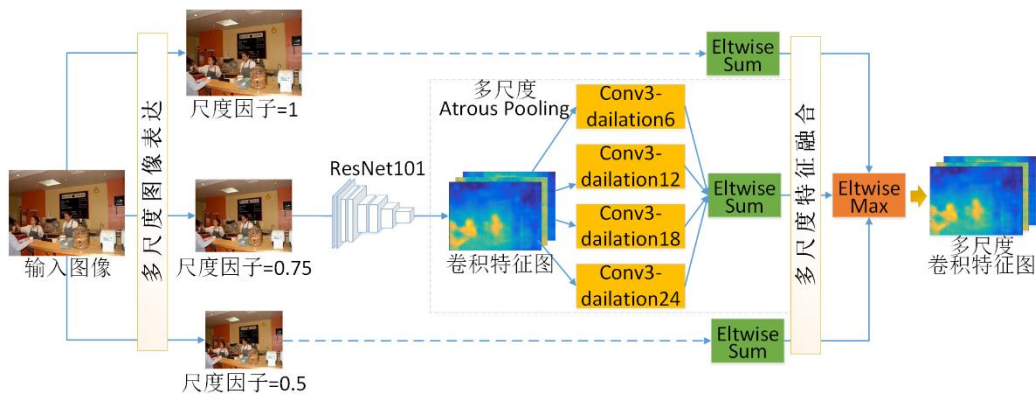 输入图像
多尺度图像表达
尺度因子=1
尺度因子=0.75
尺度因子=0.5
ResNet101
卷积特征图
多尺度
Atrous Pooling
Conv3-
dailation6
Conv3-
dailation12
Conv3-
dailation18
Conv3-
dailation24
Eltwise
Sum
Eltwise
Sum
Eltwise
Sum
多尺度特征融合
Eltwise
Max
多尺度
卷积特征图